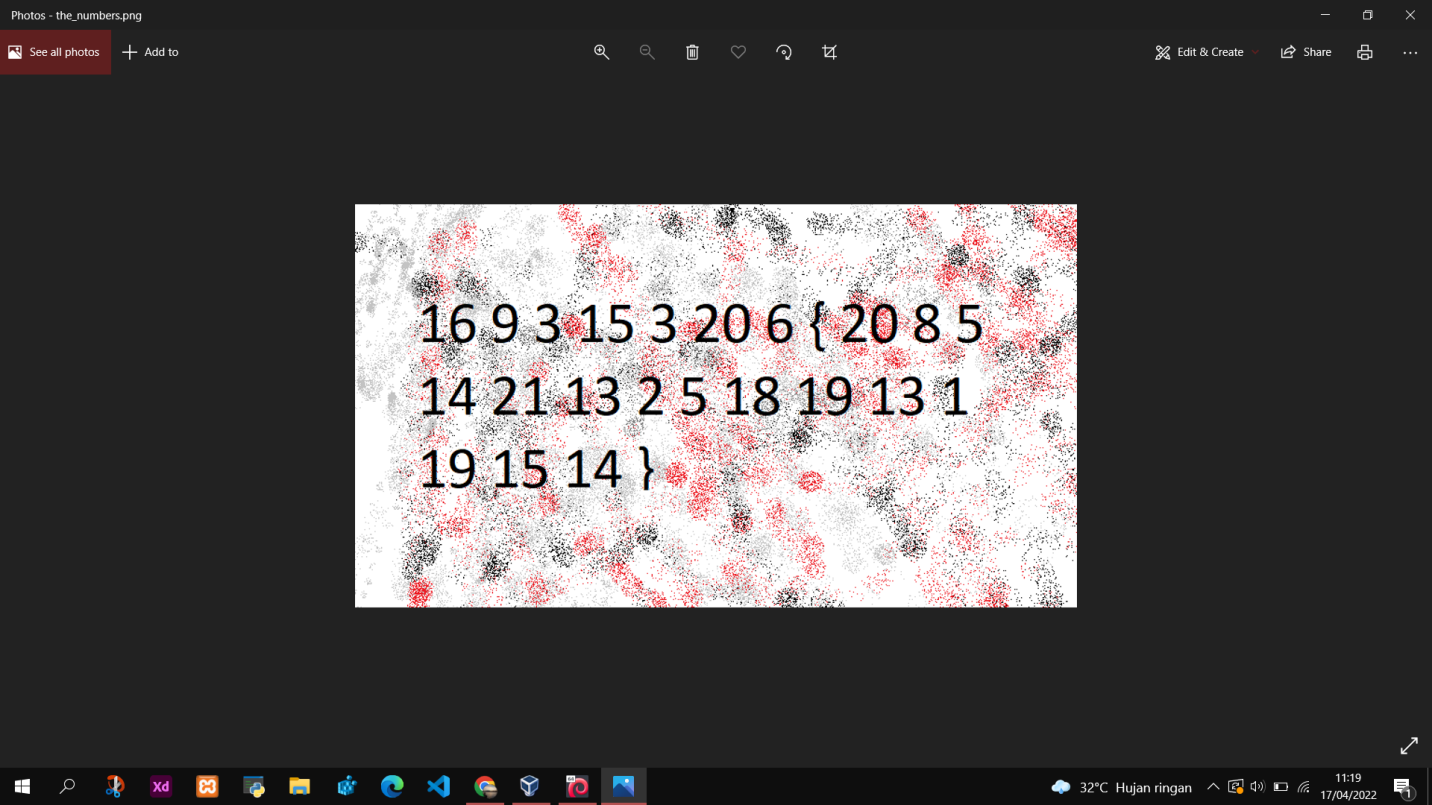 Photos - the_numbers.png
See all photos Add to Edit & Create Share
16 9 3 15 3 20 6 { 20 8 5
14 21 13 2 5 18 19 13 1
19 15 14 }
Xd
32°C Hujan ringan
11:19
17/04/2022
1